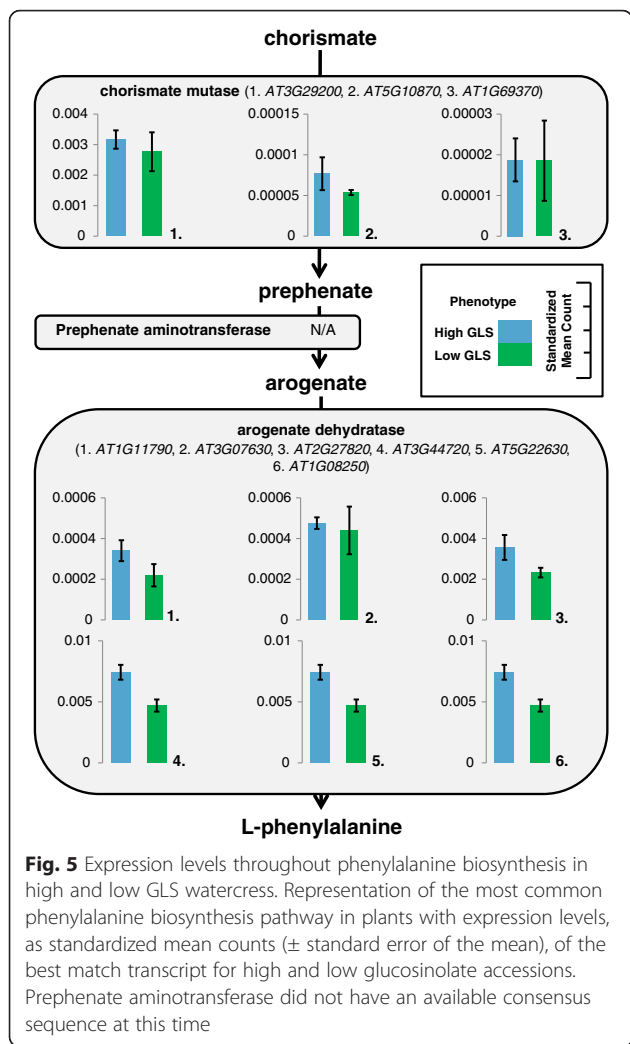 chorismate
chorismate mutase (1. AT3G29200, 2. AT5G10870, 3. AT1G69370)
0.004
0.003
0.002
0.001
0
1.
0.00015
0.0001
0.00005
0
2.
0.00003
0.00002
0.00001
0
3.
prephenate
Prephenate aminotransferase N/A
Phenotype
High GLS
Low GLS
Standardized
Mean Count
arogenate
arogenate dehydratase
(1. AT1G11790, 2. AT3G07630, 3. AT2G27820, 4. AT3G44720, 5. AT5G22630,
6. AT1G08250)
0.0006
0.0004
0.0002
0
1.
0.0006
0.0004
0.0002
0
2.
0.006
0.004
0.002
0
3.
0.01
0.005
0
4.
0.01
0.005
0
5.
0.01
0.005
0
6.
L-phenylalanine
Fig. 5 Expression levels throughout phenylalanine biosynthesis in
high and low GLS watercress. Representation of the most common
phenylalanine biosynthesis pathway in plants with expression levels,
as standardized mean counts (± standard error of the mean), of the
best match transcript for high and low glucosinolate accessions.
Prephenate aminotransferase did not have an available consensus
sequence at this time